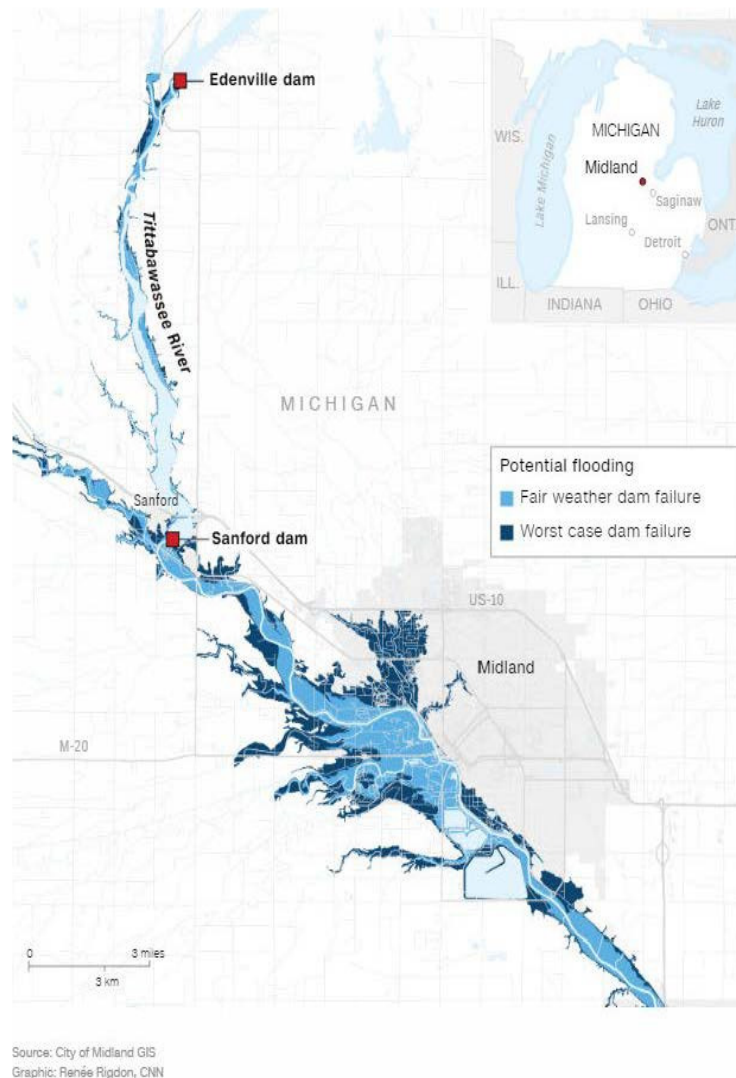 Edenville dam
Tittabawassee River
WIS.
MICHIGAN
Lake
Huron
Lake Michigan
Midland
Saginaw
Lansing
Detroit
ONT.
ILL.
INDIANA
OHIO
MICHIGAN
Potential flooding
Fair weather dam failure
Worst case dam failure
Sanford
Sanford dam
US-10
Midland
M-20
0
3 miles
3 km
Source: City of Midland GIS
Graphic: Renée Rigdon, CNN